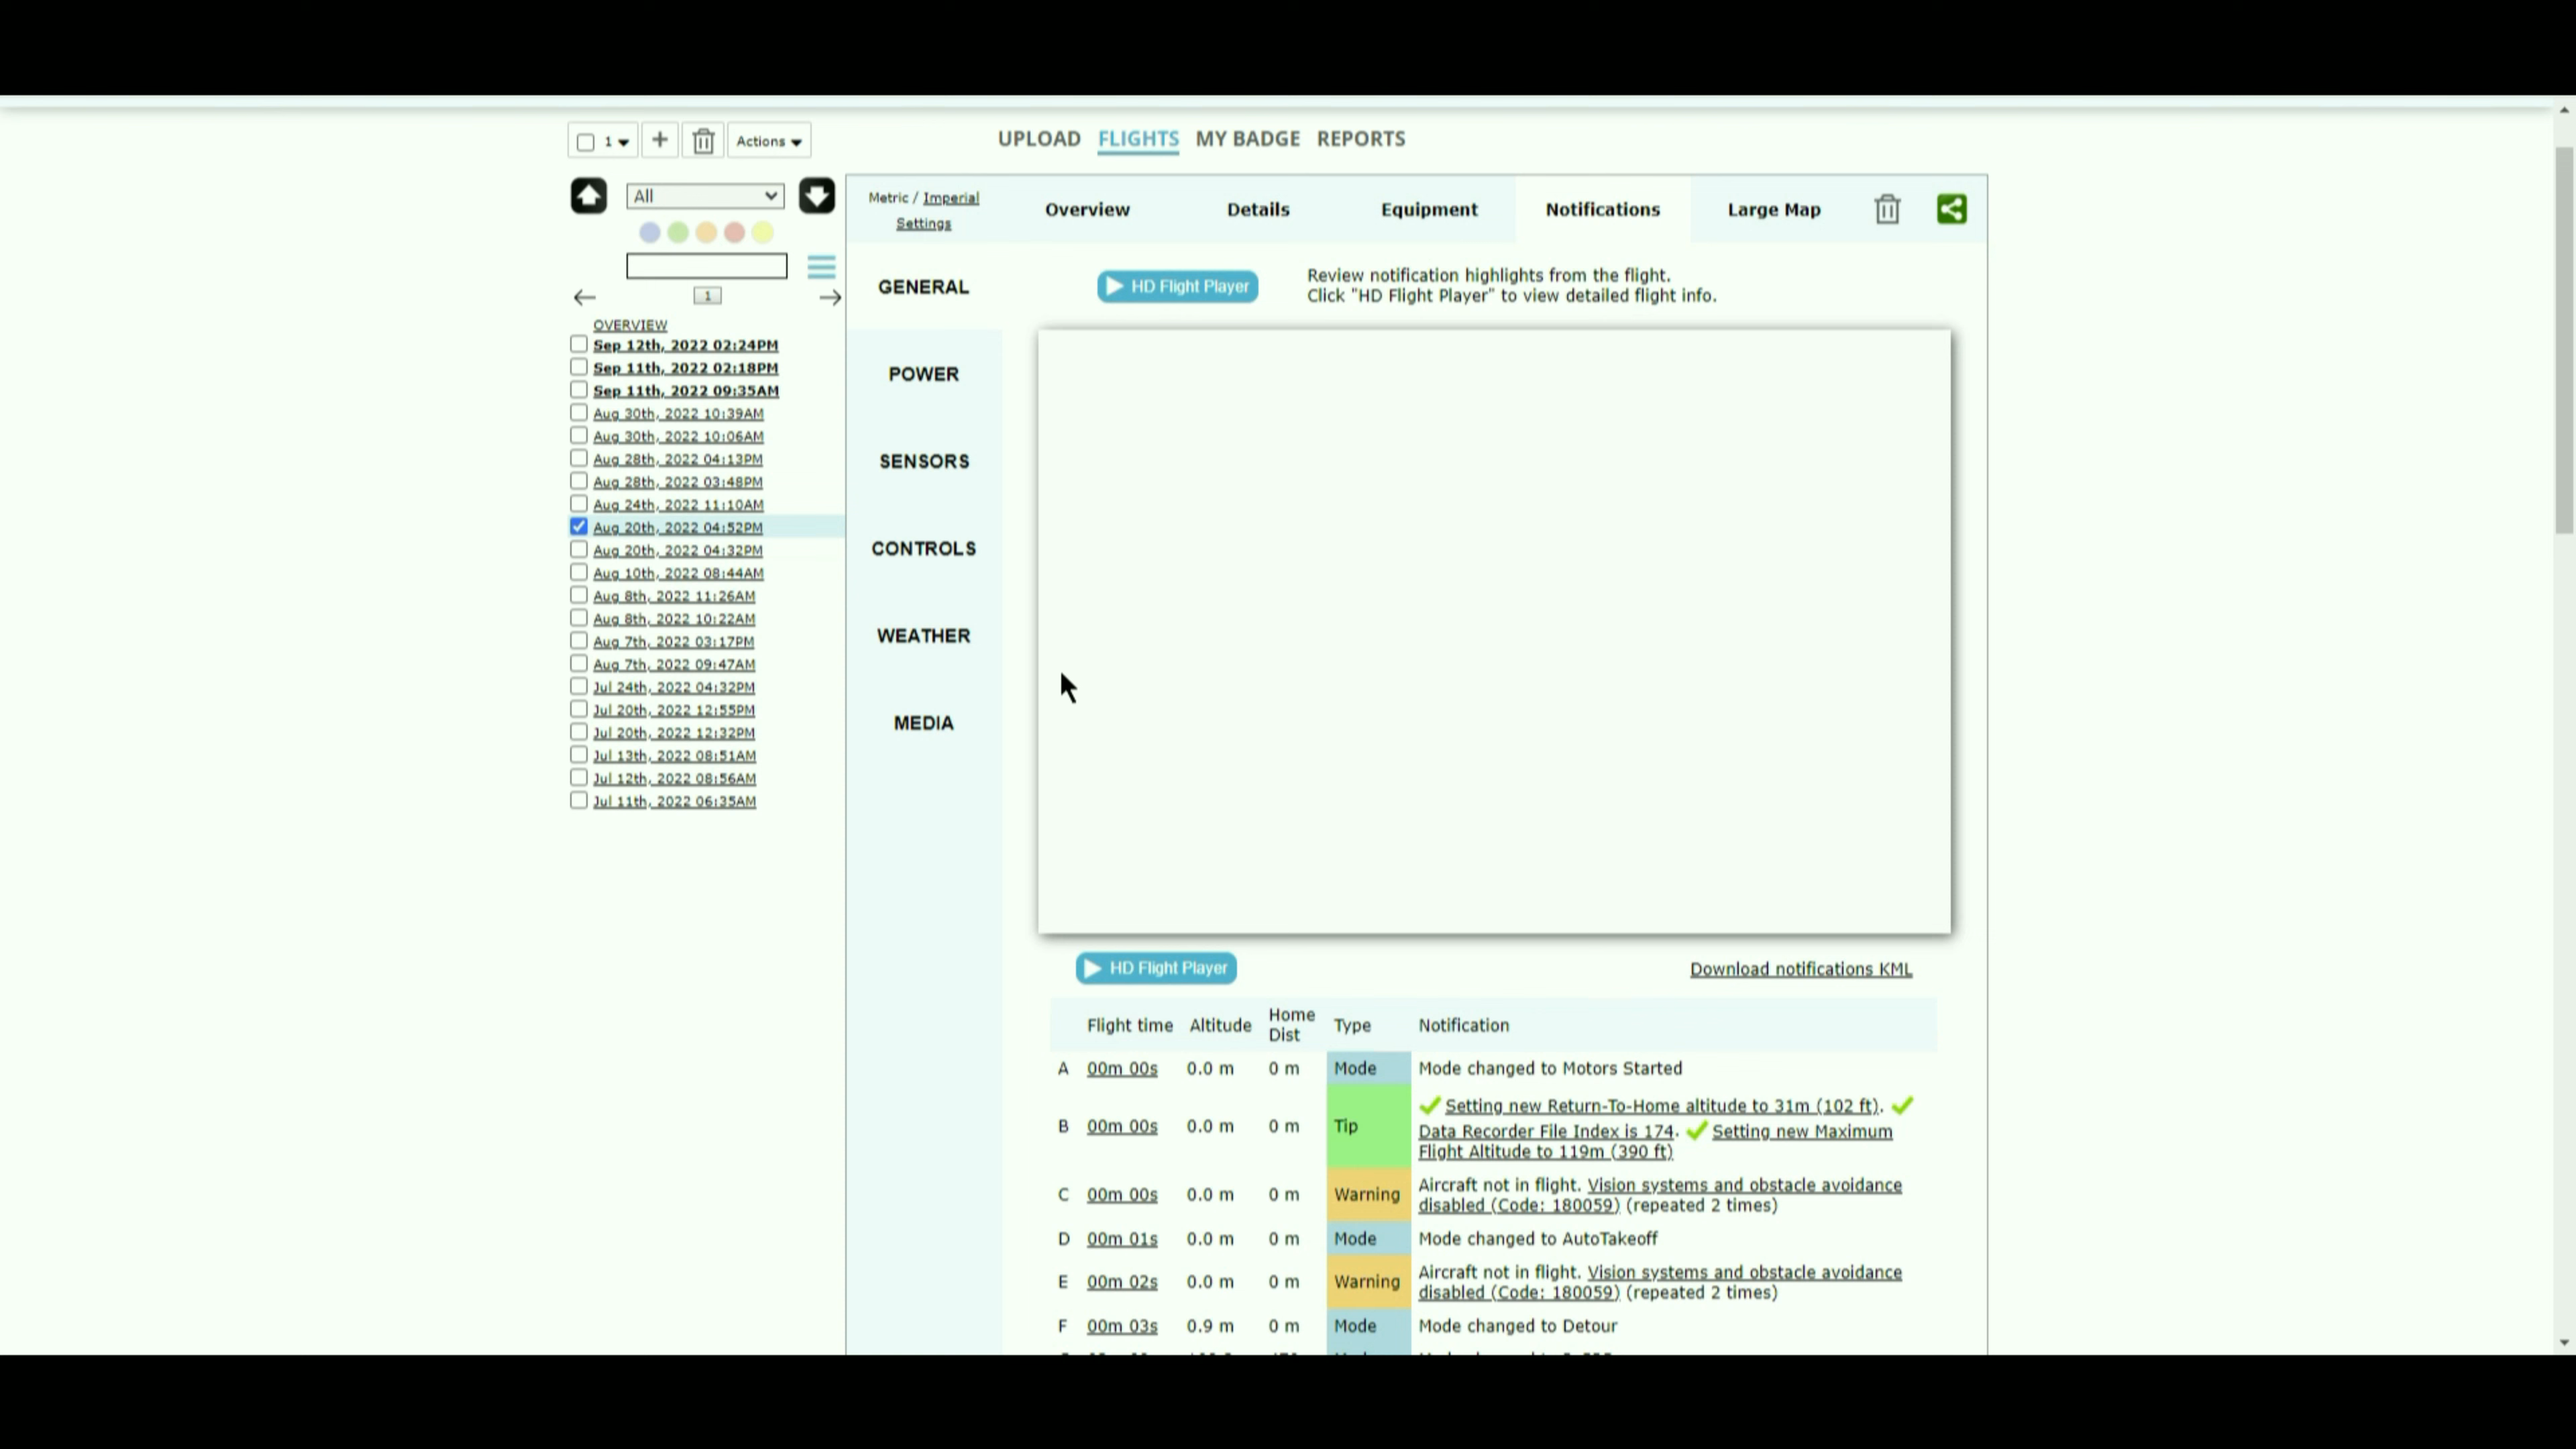 1
Actions
UPLOAD FLIGHTS MY BADGE REPORTS
All
1
OVERVIEW
Sep 12th, 2022 02:24PM
Sep 11th, 2022 02:18PM
Sep 11th, 2022 09:35AM
Aug 30th, 2022 10:39AM
Aug 30th, 2022 10:06AM
Aug 28th, 2022 04:13PM
Aug 28th, 2022 03:48PM
Aug 24th, 2022 11:10AM
Aug 20th, 2022 04:52PM
Aug 20th, 2022 04:32PM
Aug 10th, 2022 08:44AM
Aug 8th, 2022 11:26AM
Aug 8th, 2022 10:22AM
Aug 7th, 2022 03:17PM
Aug 7th, 2022 09:47AM
Jul 24th, 2022 04:32PM
Jul 20th, 2022 12:55PM
Jul 20th, 2022 12:32PM
Jul 13th, 2022 08:51AM
Jul 12th, 2022 08:56AM
Jul 11th, 2022 06:35AM
Metric / Imperial
Settings
Overview Details Equipment Notifications Large Map
GENERAL
POWER
SENSORS
CONTROLS
WEATHER
MEDIA
HD Flight Player
Review notification highlights from the flight.
Click "HD Flight Player" to view detailed flight info.
HD Flight Player
Download notifications KML
Flight time Altitude Home Dist Type Notification
A 00m 00s 0.0 m 0 m Mode Mode changed to Motors Started
B 00m 00s 0.0 m 0 m Tip Setting new Return-To-Home altitude to 31m (102 ft).
Data Recorder File Index is 174. Setting new Maximum
Flight Altitude to 119m (390 ft)
C 00m 00s 0.0 m 0 m Warning Aircraft not in flight. Vision systems and obstacle avoidance
disabled (Code: 180059) (repeated 2 times)
D 00m 01s 0.0 m 0 m Mode Mode changed to AutoTakeoff
E 00m 02s 0.0 m 0 m Warning Aircraft not in flight. Vision systems and obstacle avoidance
disabled (Code: 180059) (repeated 2 times)
F 00m 03s 0.9 m 0 m Mode Mode changed to Detour